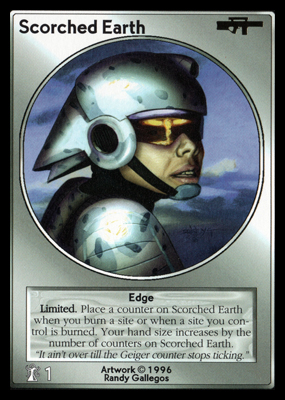 Scorched Earth
Edge
Limited. Place a counter on Scorched Earth
when you burn a site or when a site you con-
trol is burned. Your hand size increases by the
number of counters on Scorched Earth.
"It ain't over till the Geiger counter stops ticking."
1
Artwork © 1996
Randy Gallegos